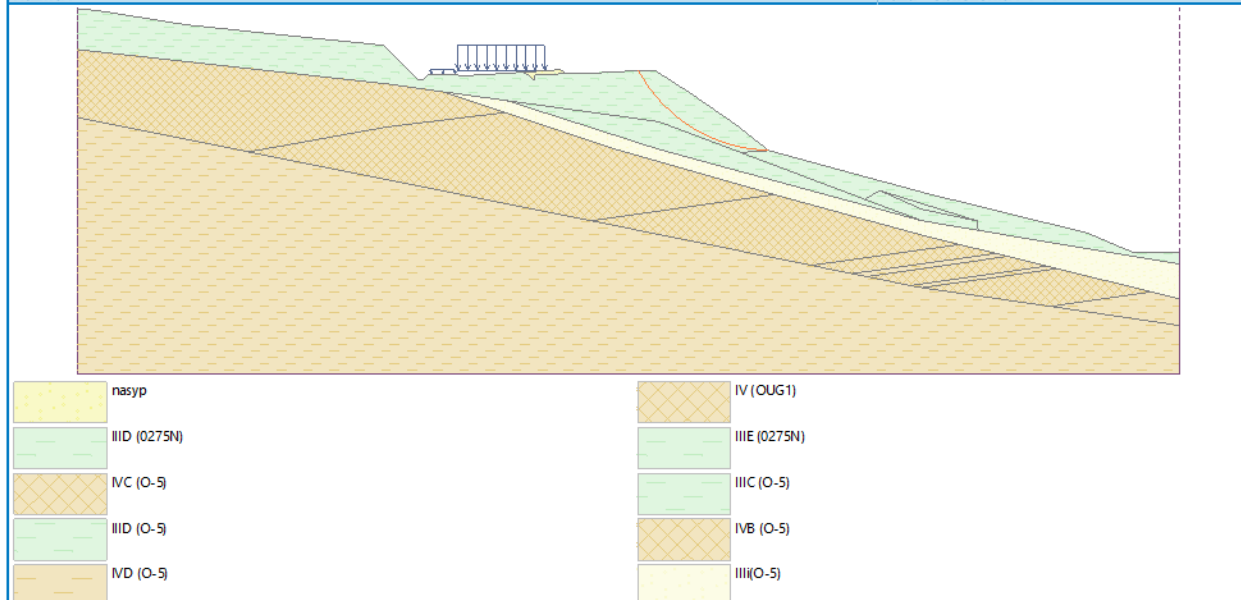 nasyp
IIID (0275N)
IVC (O-5)
IIID (O-5)
IVD (O-5)
IV (OUG1)
IIIE (0275N)
IIIC (O-5)
IVB (O-5)
IIIi(O-5)